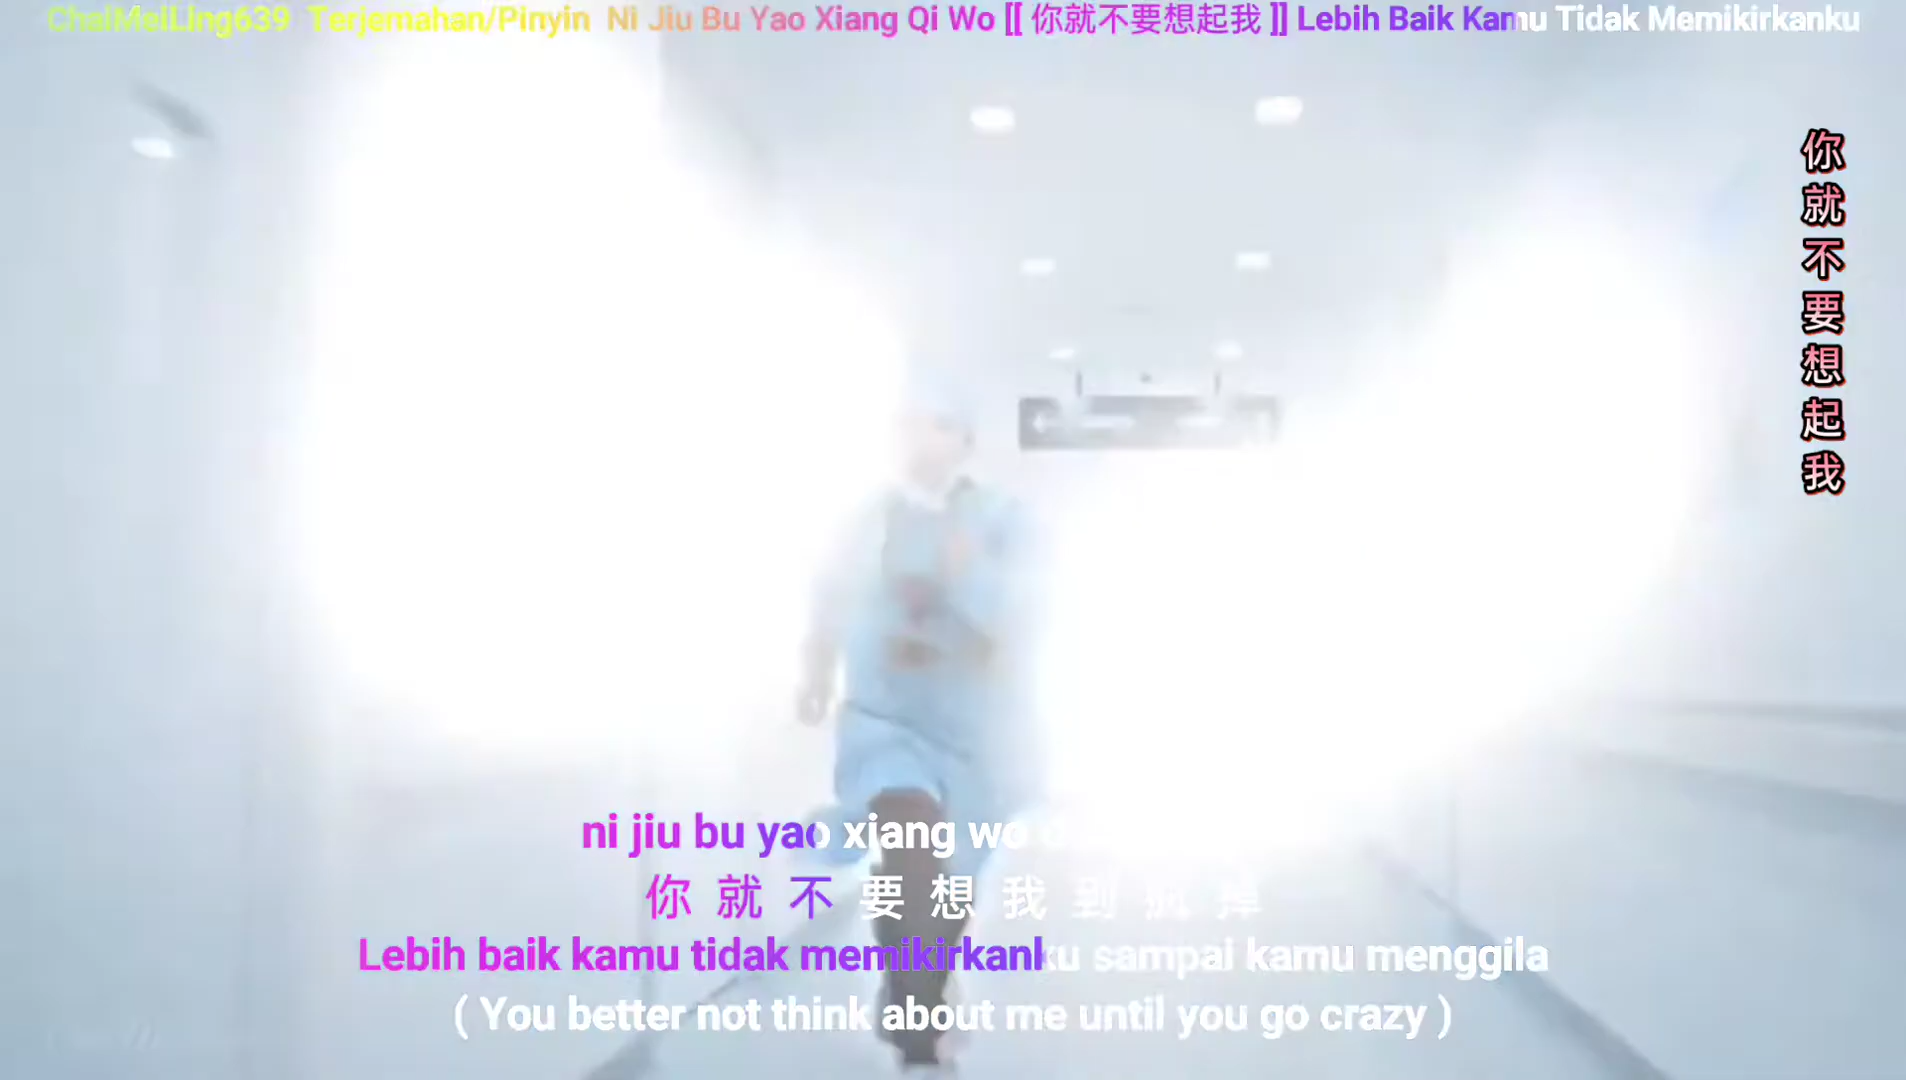 ChaiMeiLing639 Terjemahan/Pinyin Ni Jiu Bu Yao Xiang Qi Wo [[ 你就不要想起我 ]] Lebih Baik Kamu Tidak Memikirkanku
你就不要想起我
ni jiu bu yao xiang wo
你 就 不 要 想 我 到 疯 掉
Lebih baik kamu tidak memikirkanku sampai kamu menggila
( You better not think about me until you go crazy )